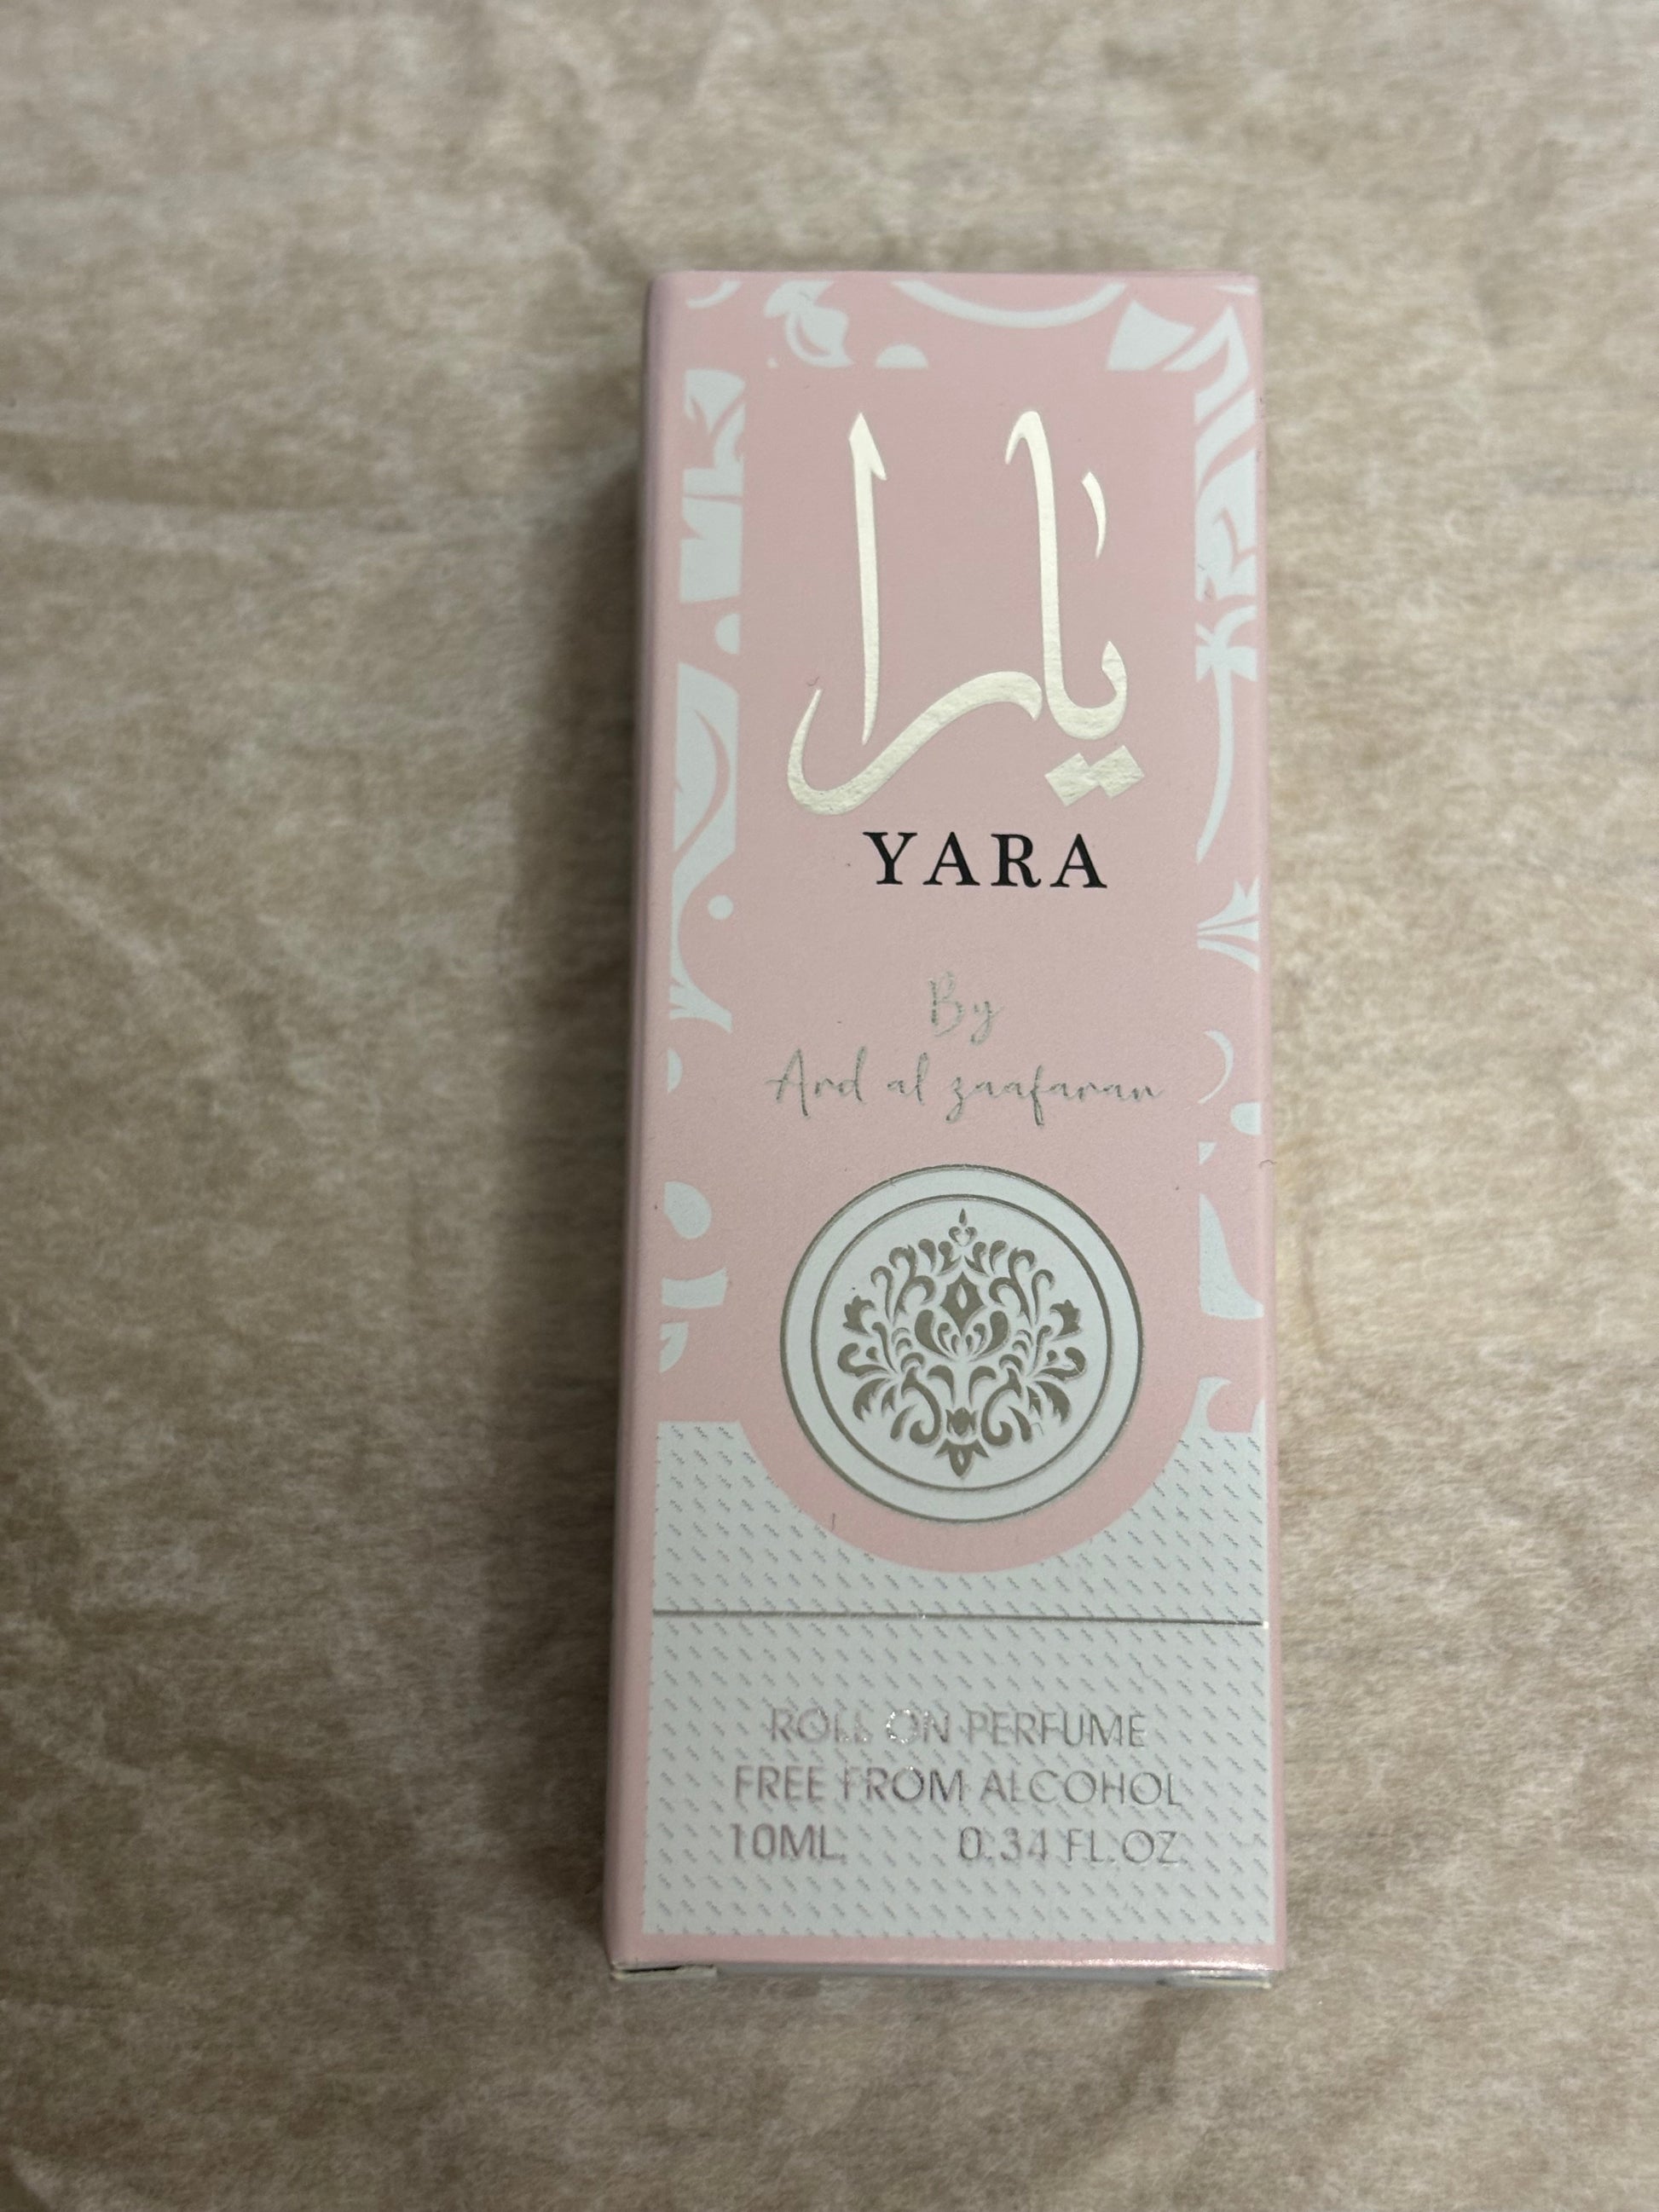 يارا
YARA
By
Ard al zaafaran
ROLL ON PERFUME
FREE FROM ALCOHOL
10ML. 0.34 FL.OZ.